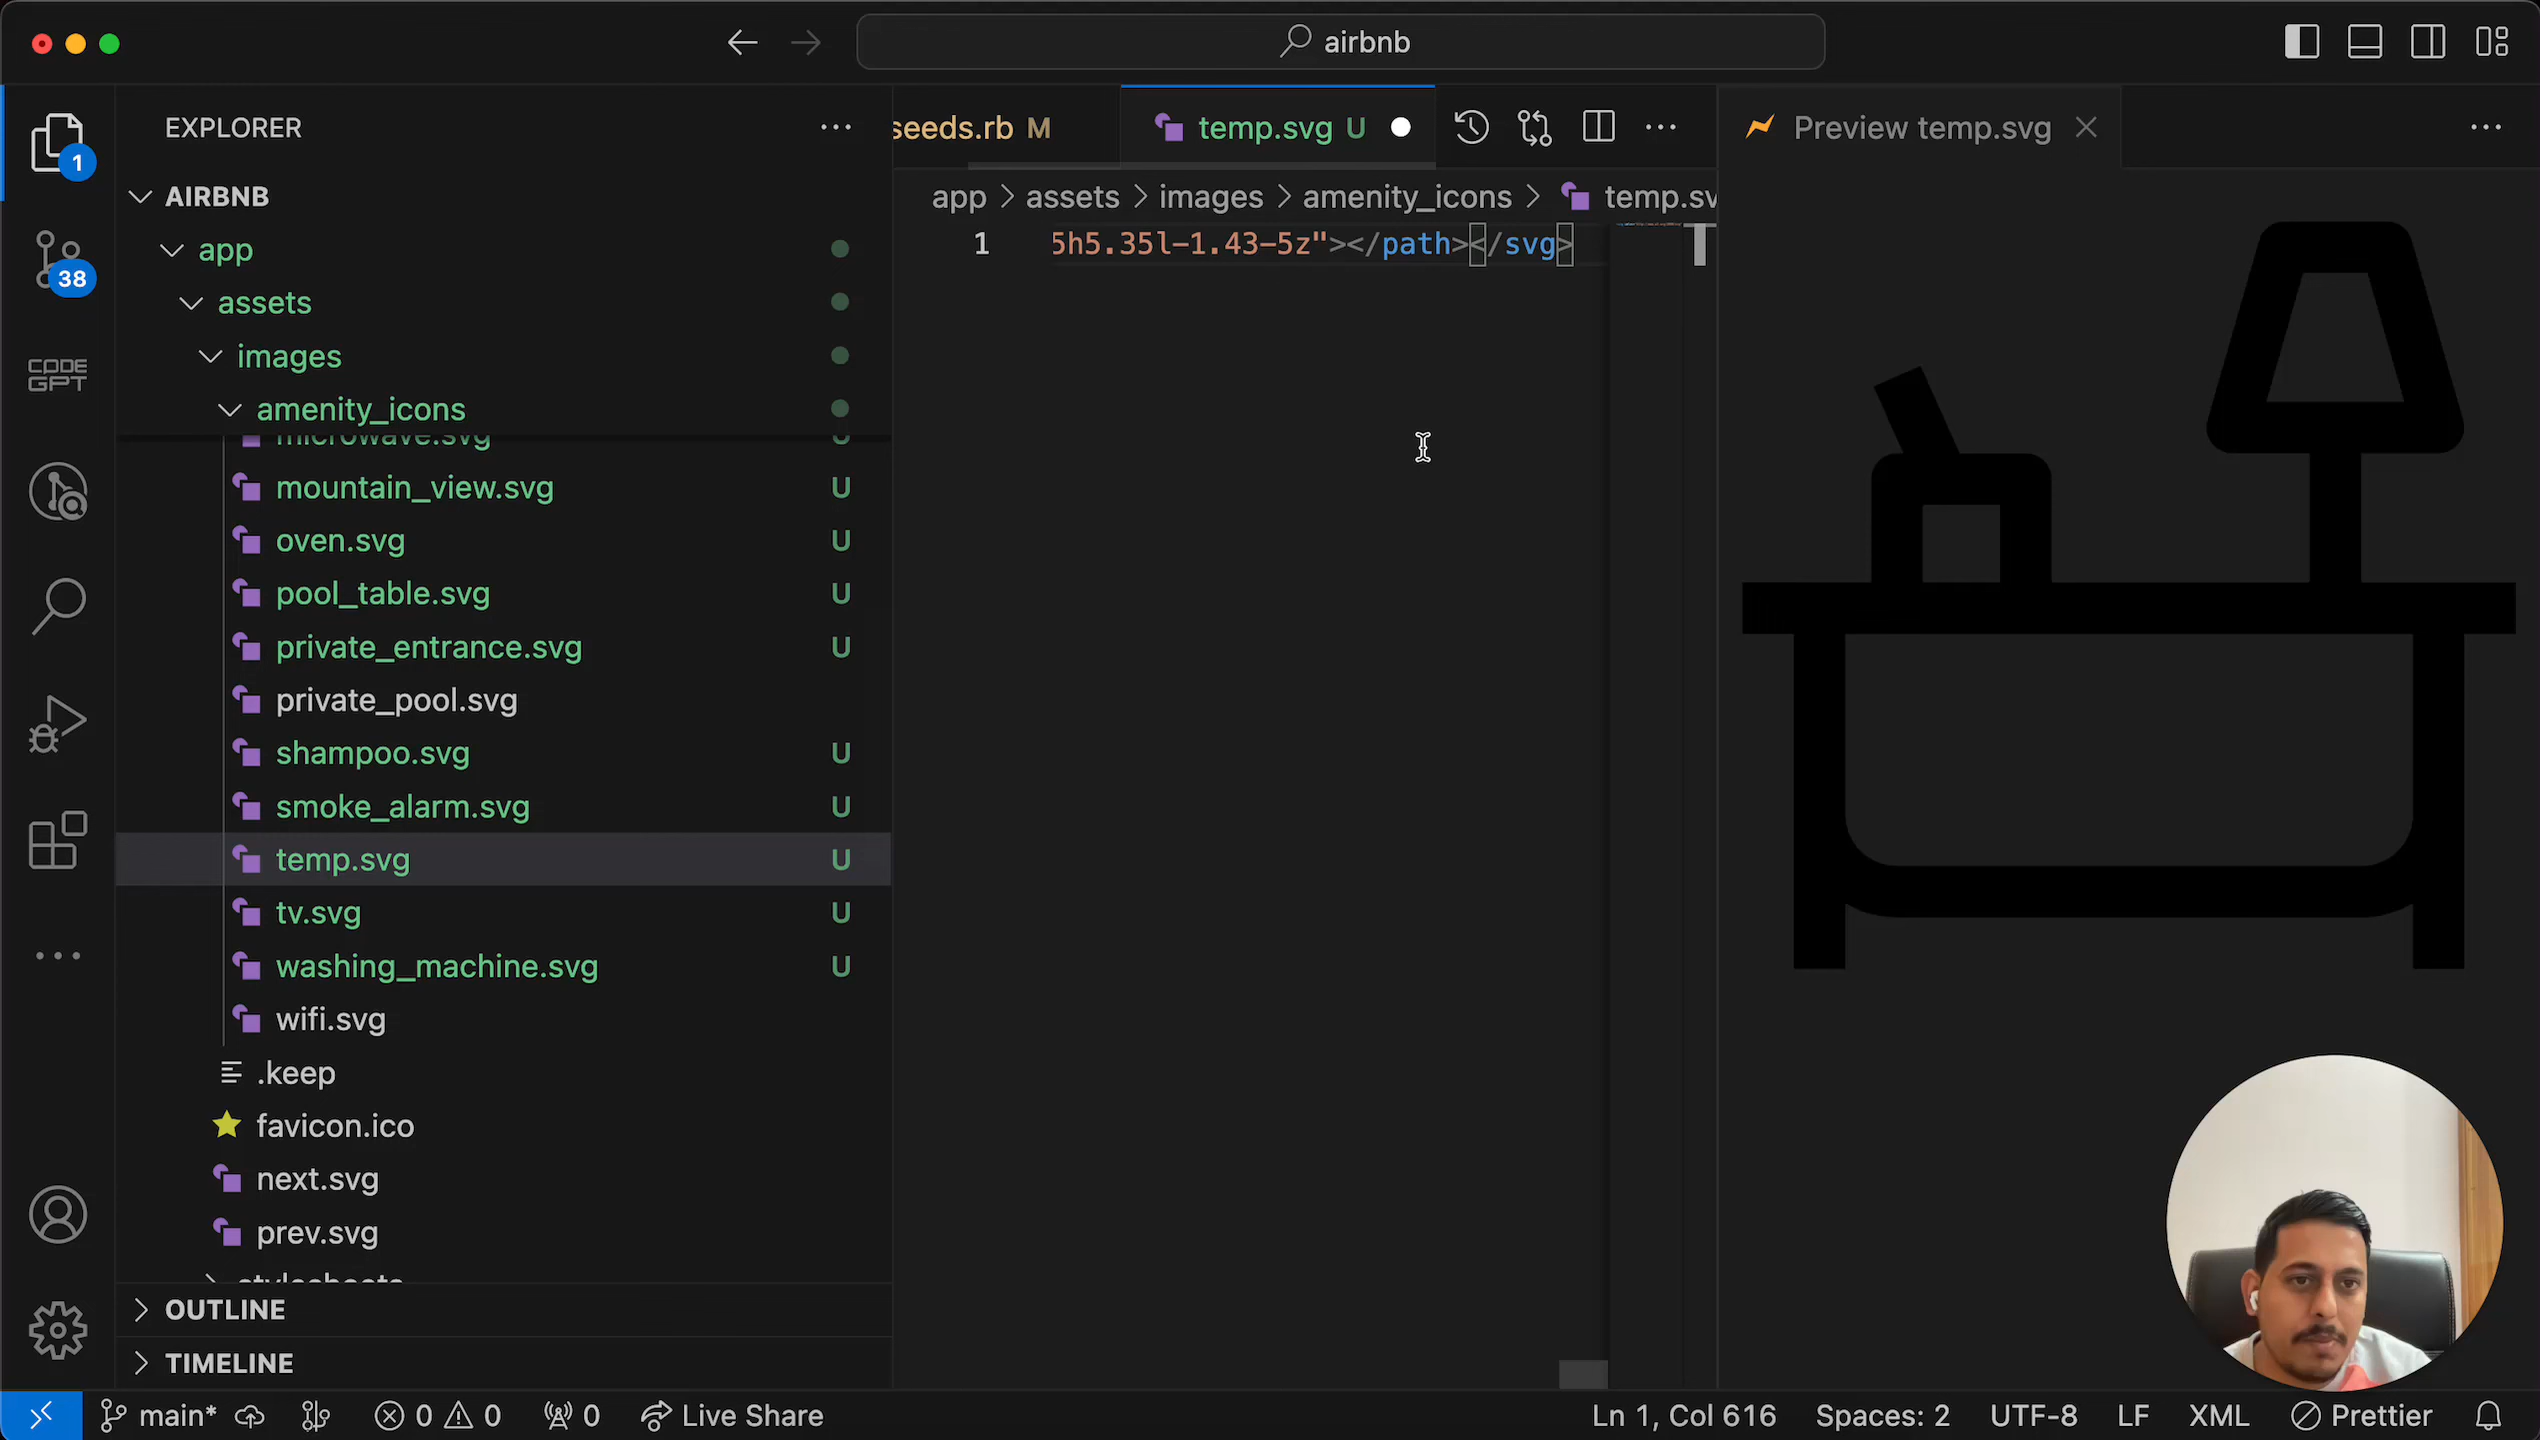 airbnb
EXPLORER
seeds.rb M
temp.svg U
Preview temp.svg
1
AIRBNB
app > assets > images > amenity_icons > temp.sv
1 5h5.35l-1.43-5z"></path></svg>
app
38
assets
CODE
GPT
images
amenity_icons
microwave.svg U
mountain_view.svg U
oven.svg U
pool_table.svg U
private_entrance.svg U
private_pool.svg
shampoo.svg U
smoke_alarm.svg U
temp.svg U
tv.svg U
washing_machine.svg U
wifi.svg
.keep
favicon.ico
next.svg
prev.svg
stylesheets
OUTLINE
TIMELINE
main* 0 0 0 Live Share Ln 1, Col 616 Spaces: 2 UTF-8 LF XML Prettier